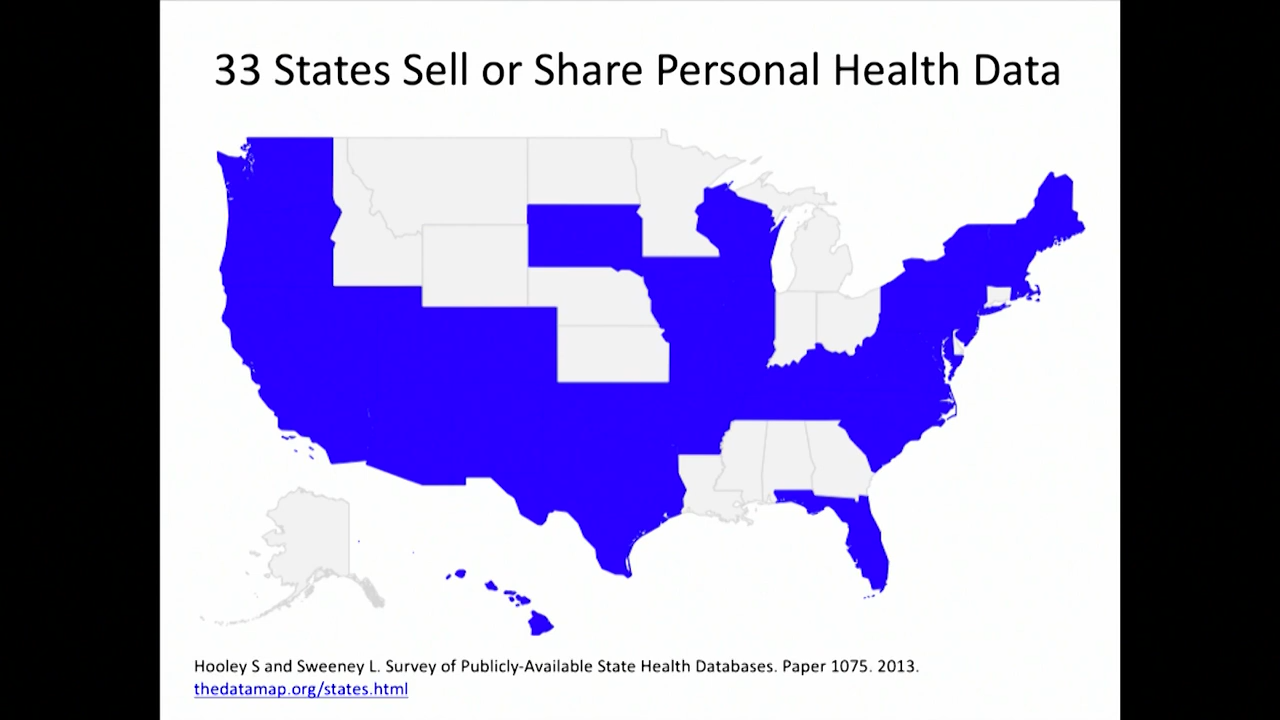 33 States Sell or Share Personal Health Data
Hooley S and Sweeney L. Survey of Publicly-Available State Health Databases. Paper 1075. 2013.
thedatamap.org/states.html